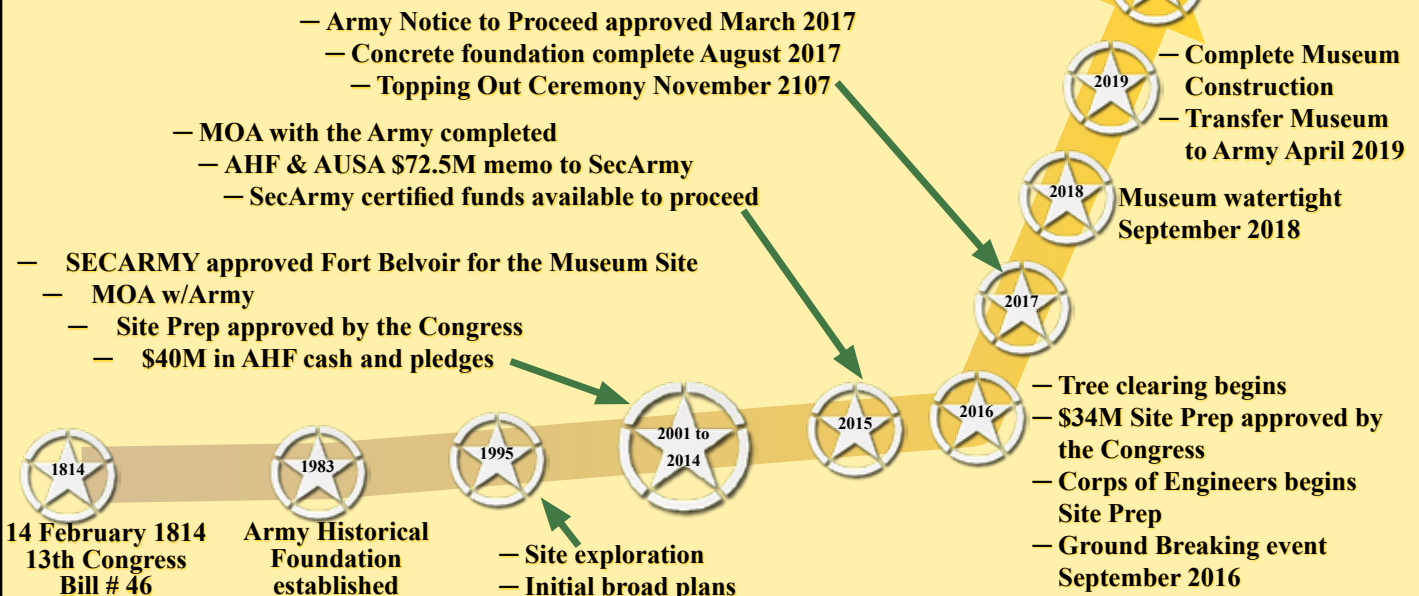 — Army Notice to Proceed approved March 2017
— Concrete foundation complete August 2017
— Topping Out Ceremony November 2107
— MOA with the Army completed
— AHF & AUSA $72.5M memo to SecArmy
— SecArmy certified funds available to proceed
— SECARMY approved Fort Belvoir for the Museum Site
— MOA w/Army
— Site Prep approved by the Congress
— $40M in AHF cash and pledges
1814
14 February 1814
13th Congress
Bill # 46
1983
Army Historical
Foundation
established
1995
— Site exploration
— Initial broad plans
2001 to
2014
2015
2016
— Tree clearing begins
— $34M Site Prep approved by
the Congress
— Corps of Engineers begins
Site Prep
— Ground Breaking event
September 2016
2017
2018
Museum watertight
September 2018
2019
— Complete Museum
Construction
— Transfer Museum
to Army April 2019